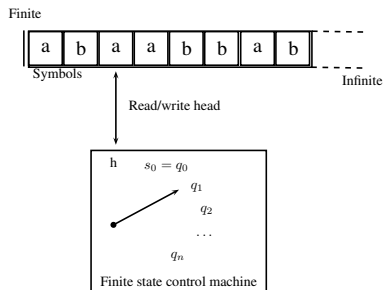 Finite
a b a a b b a b
Symbols
Infinite
Read/write head
h s₀ = q₀
q₁
q₂
...
qₙ
Finite state control machine